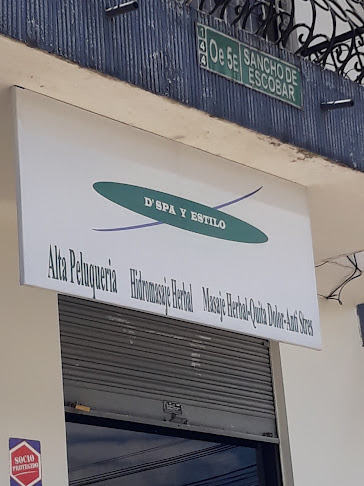 144
Oe 5E
SANCHO DE
ESCOBAR
D' SPA Y ESTILO
Alta Peluqueria
Hidromasaje Herbal
Masaje Herbal-Quita Dolor-Anti Stres
SOCIO
PROTEGIDO